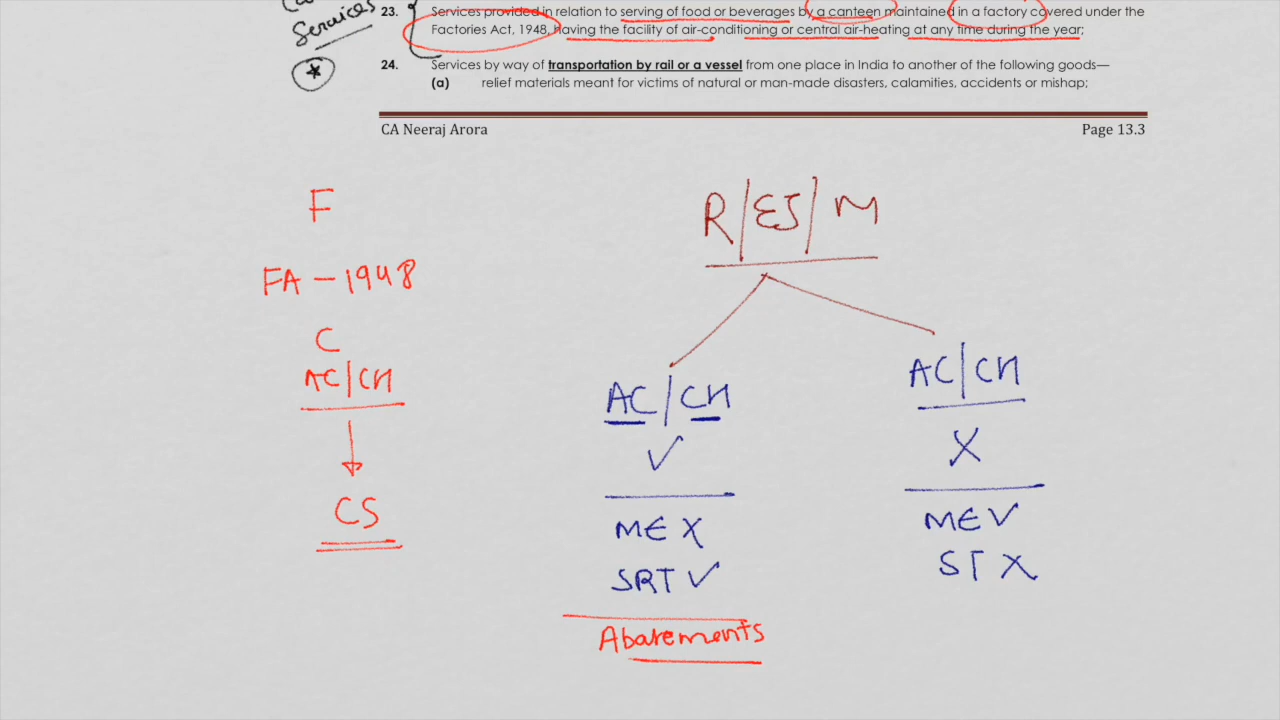 Services
23. Services provided in relation to serving of food or beverages by a canteen maintained in a factory covered under the
Factories Act, 1948, having the facility of air-conditioning or central air-heating at any time during the year;
24. Services by way of transportation by rail or a vessel from one place in India to another of the following goods—
(a) relief materials meant for victims of natural or man-made disasters, calamities, accidents or mishap;
CA Neeraj Arora Page 13.3
F
FA - 1948
C
AC/CH
CS
R/EJ/M
AC/CH
✓
ME X
SRT ✓
Abatements
AC/CH
X
ME ✓
ST X